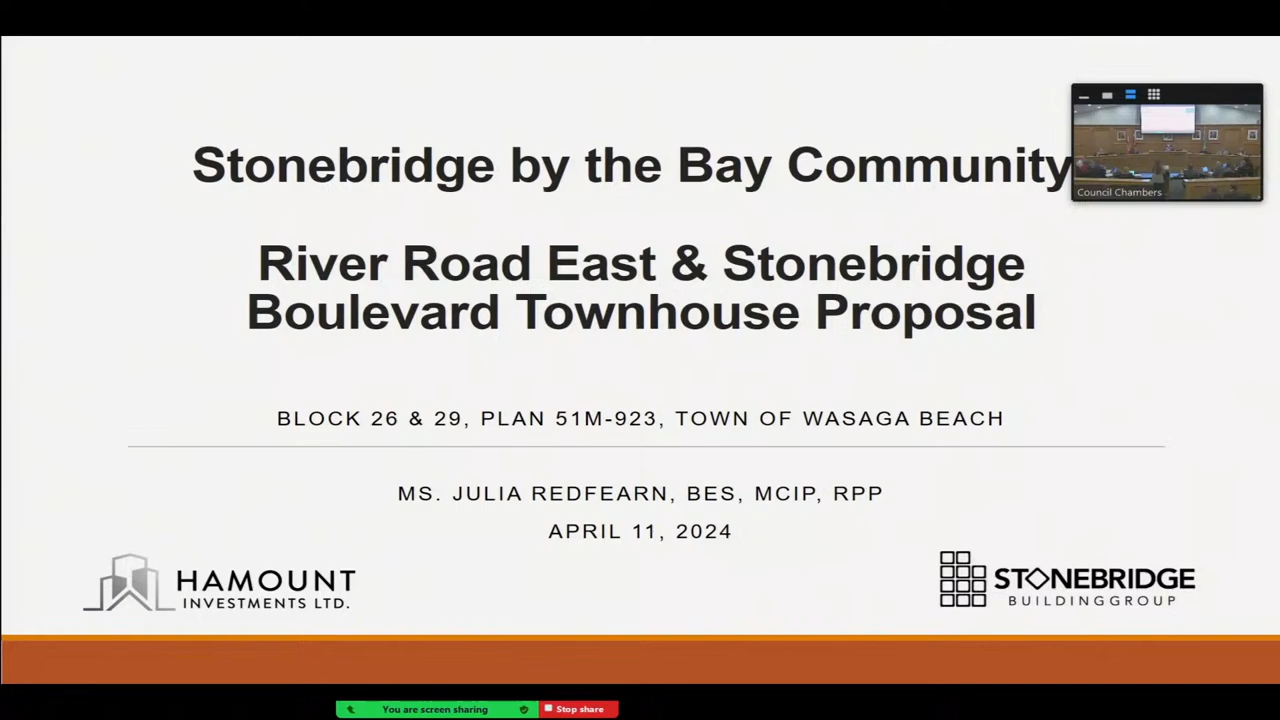 Stonebridge by the Bay Community
Council Chambers
River Road East & Stonebridge
Boulevard Townhouse Proposal
BLOCK 26 & 29, PLAN 51M-923, TOWN OF WASAGA BEACH
MS. JULIA REDFEARN, BES, MCIP, RPP
APRIL 11, 2024
HAMOUNT
INVESTMENTS LTD.
STONEBRIDGE
BUILDINGGROUP
You are screen sharing
Stop share